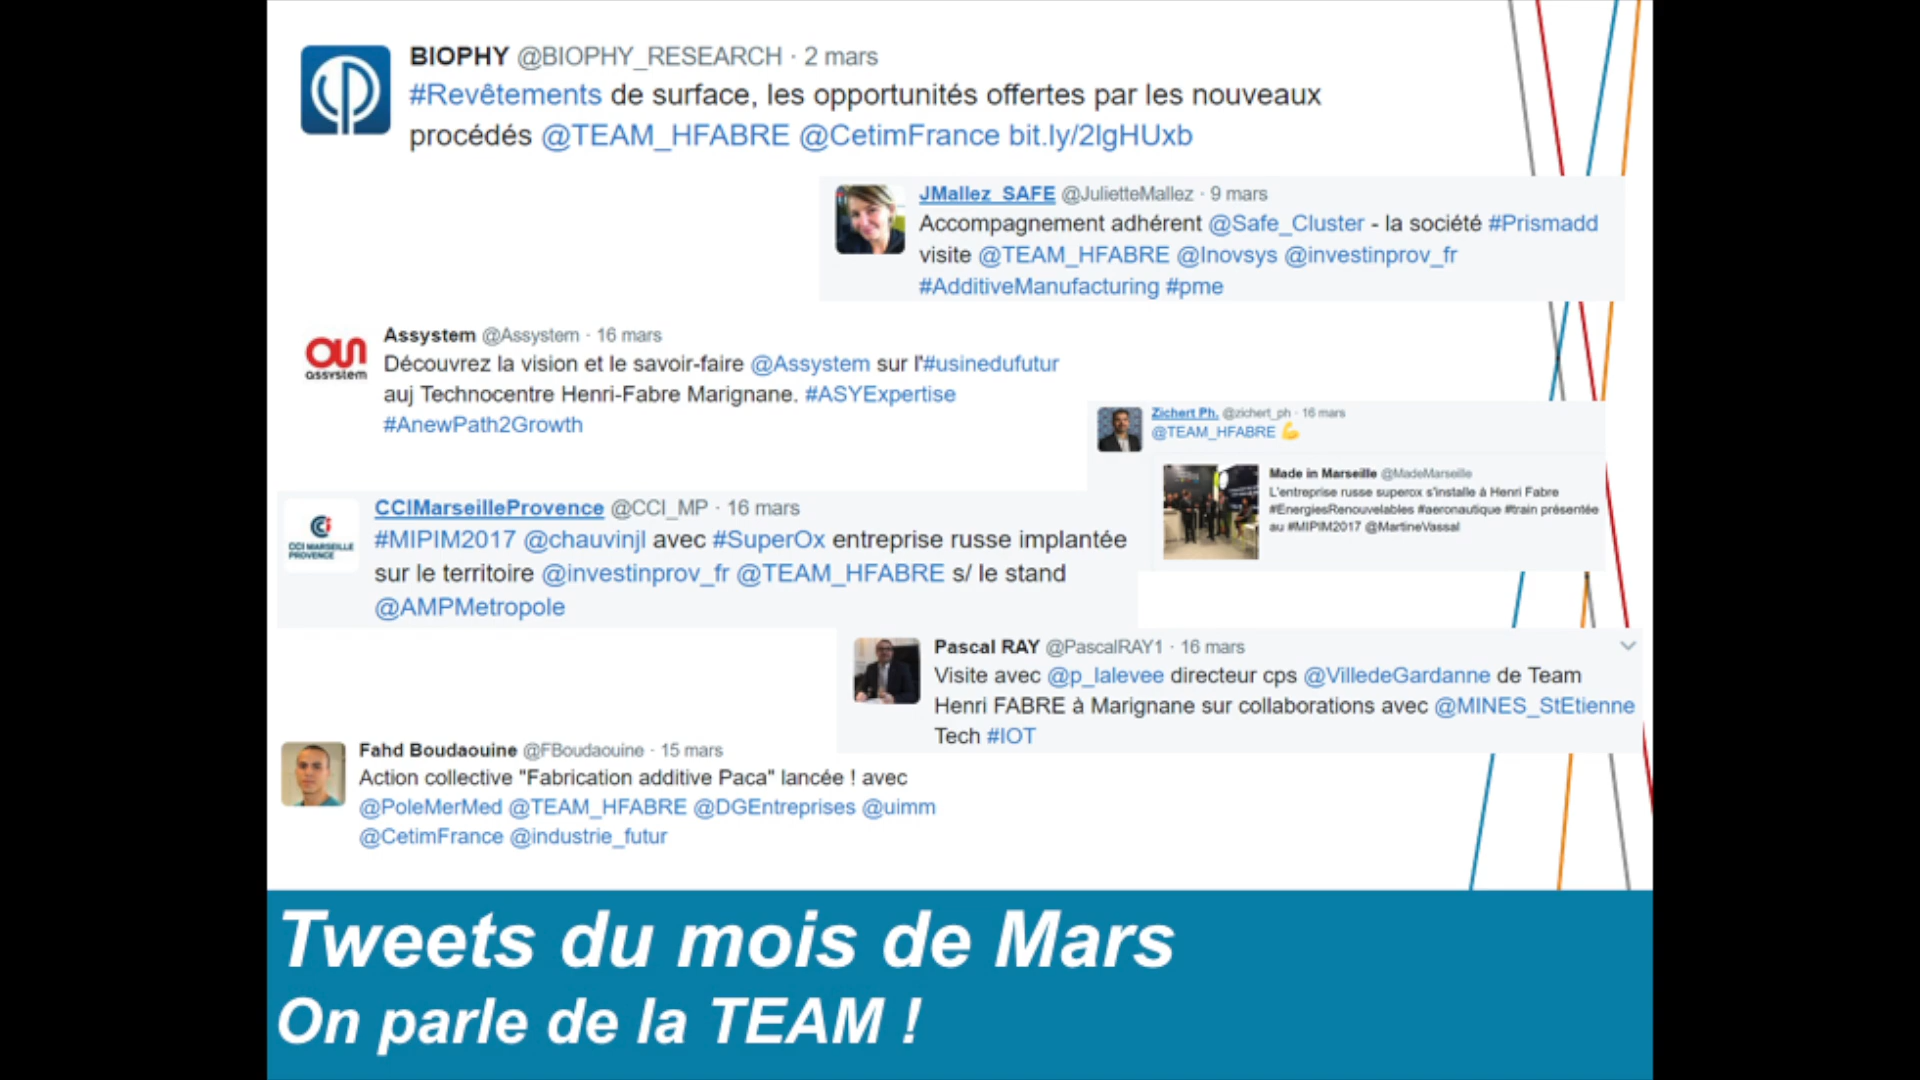 BIOPHY @BIOPHY_RESEARCH · 2 mars
#Revêtements de surface, les opportunités offertes par les nouveaux
procédés @TEAM_HFABRE @CetimFrance bit.ly/2lgHUxb
JMallez_SAFE @JulietteMallez · 9 mars
Accompagnement adhérent @Safe_Cluster - la société #Prismadd
visite @TEAM_HFABRE @Inovsys @investinprov_fr
#AdditiveManufacturing #pme
assystem
Assystem @Assystem · 16 mars
Découvrez la vision et le savoir-faire @Assystem sur l'#usinedufutur
auj Technocentre Henri-Fabre Marignane. #ASYExpertise
#AnewPath2Growth
Zichert Ph. @zichert_ph · 16 mars
@TEAM_HFABRE 💪
Made in Marseille @MadeMarseille
L'entreprise russe superox s'installe à Henri Fabre
#EnergiesRenouvelables #aeronautique #train présentée
au #MIPIM2017 @MartineVassal
CCI MARSEILLE
PROVENCE
CCIMarseilleProvence @CCI_MP · 16 mars
#MIPIM2017 @chauvinjl avec #SuperOx entreprise russe implantée
sur le territoire @investinprov_fr @TEAM_HFABRE s/ le stand
@AMPMetropole
Pascal RAY @PascalRAY1 · 16 mars
Visite avec @p_lalevee directeur cps @VilledeGardanne de Team
Henri FABRE à Marignane sur collaborations avec @MINES_StEtienne
Tech #IOT
Fahd Boudaouine @FBoudaouine · 15 mars
Action collective "Fabrication additive Paca" lancée ! avec
@PoleMerMed @TEAM_HFABRE @DGEntreprises @uimm
@CetimFrance @industrie_futur
Tweets du mois de Mars
On parle de la TEAM !